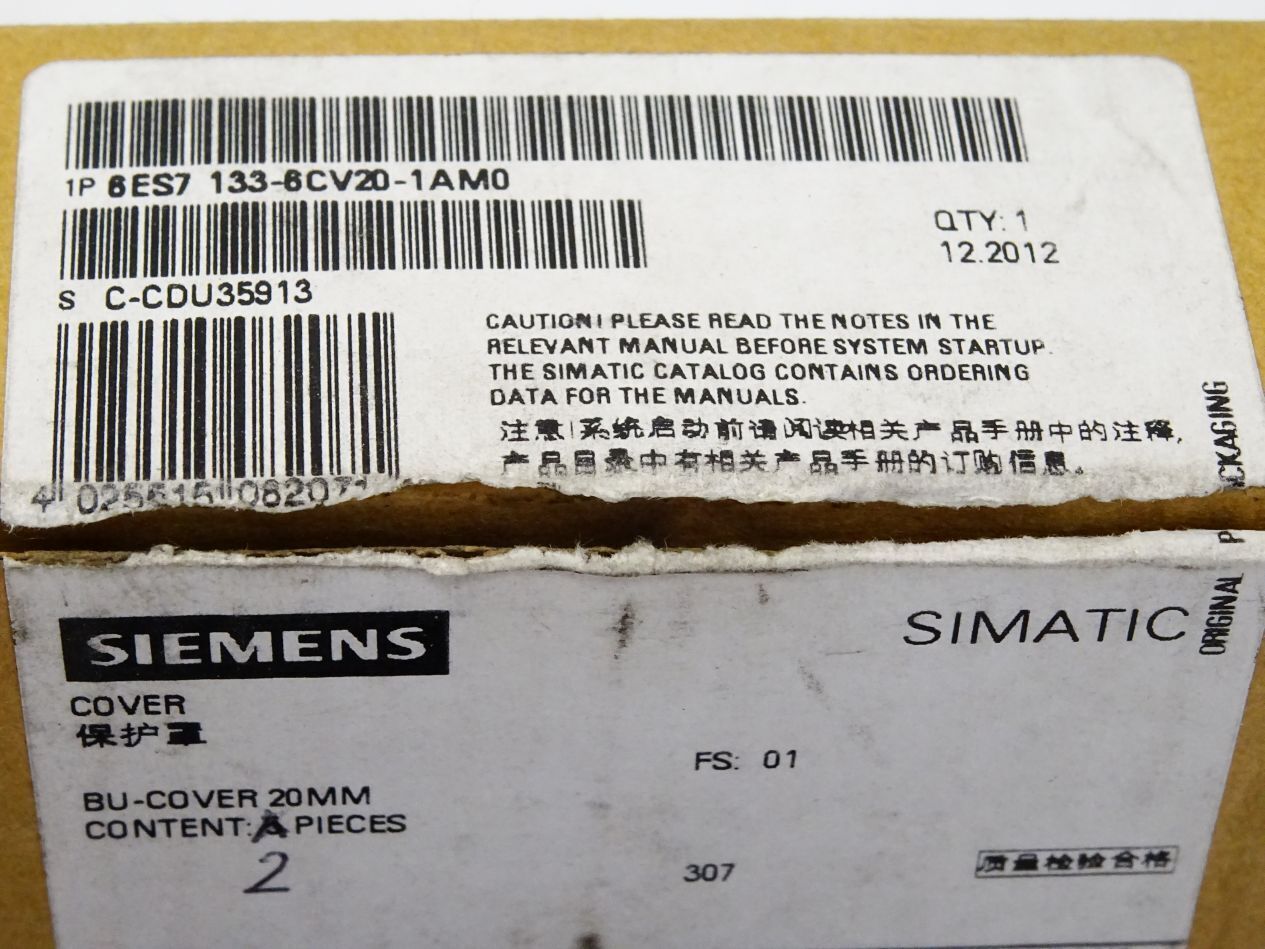 1P 6ES7 133-6CV20-1AM0
QTY: 1
12.2012
S C-CDU35913
CAUTION! PLEASE READ THE NOTES IN THE
RELEVANT MANUAL BEFORE SYSTEM STARTUP.
THE SIMATIC CATALOG CONTAINS ORDERING
DATA FOR THE MANUALS.
注意!系统启动前请阅读相关产品手册中的注释,
产品目录中有相关产品手册的订购信息。
4 025515 082071
ORIGINAL PACKAGING
SIEMENS
SIMATIC
COVER
保护罩
FS: 01
BU-COVER 20MM
CONTENT: PIECES
2
307
质量检验合格